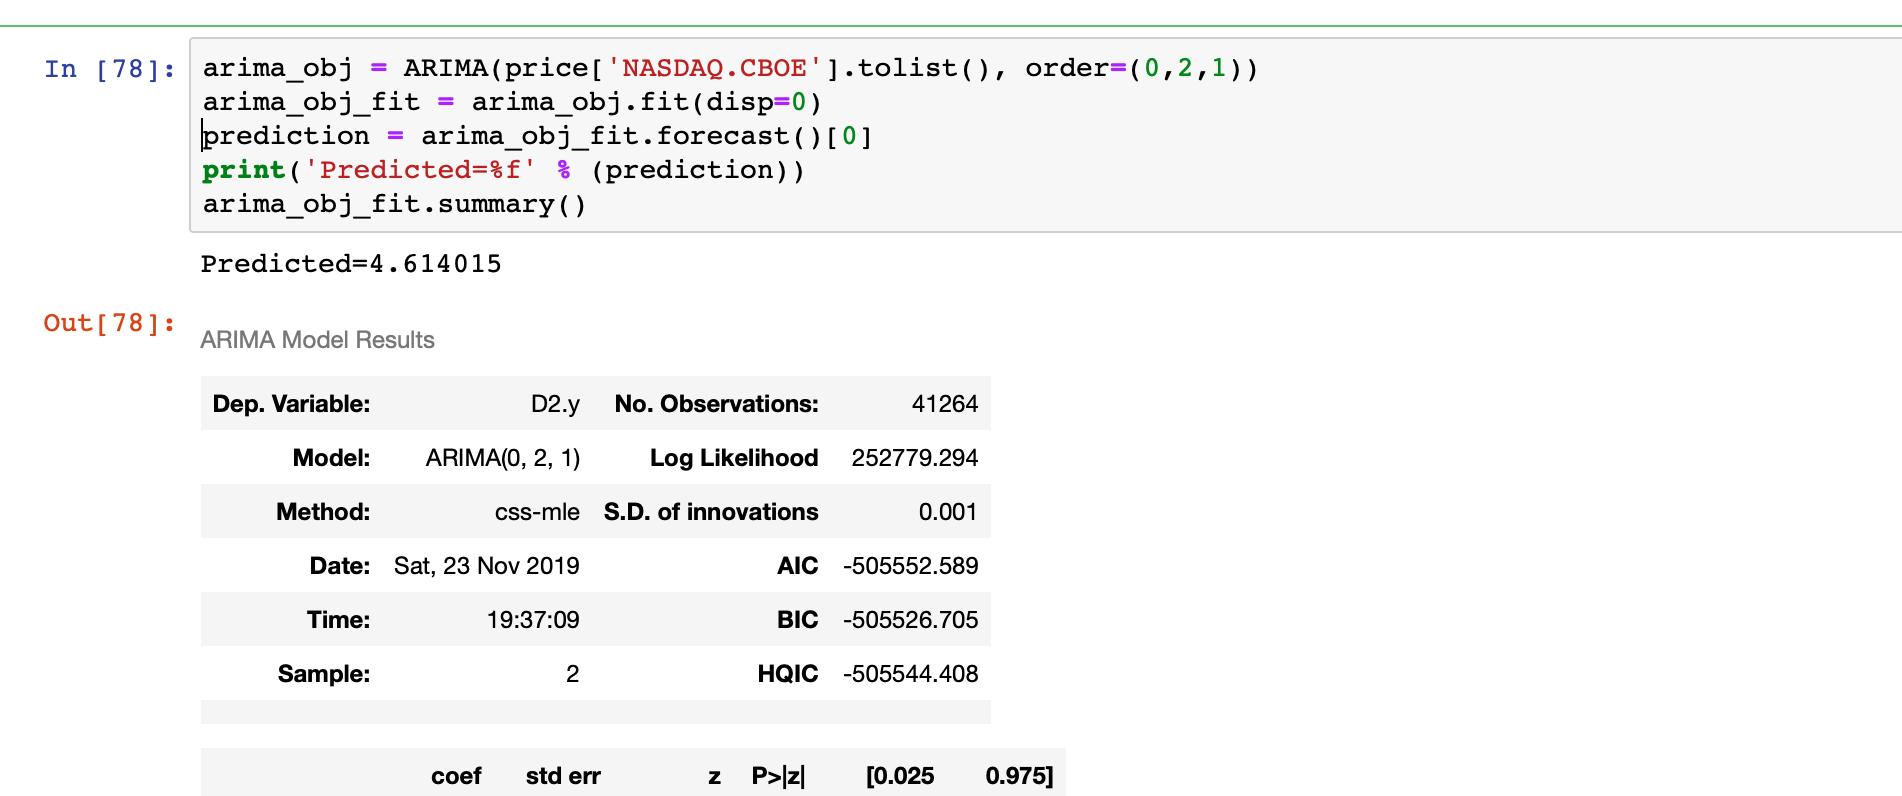 In [78]: arima_obj = ARIMA(price['NASDAQ.CBOE'].tolist(), order=(0,2,1))
arima_obj_fit = arima_obj.fit(disp=0)
prediction = arima_obj_fit.forecast()[0]
print('Predicted=%f' % (prediction))
arima_obj_fit.summary()
Predicted=4.614015
Out[78]:
ARIMA Model Results
Dep. Variable: D2.y No. Observations: 41264
Model: ARIMA(0, 2, 1) Log Likelihood 252779.294
Method: css-mle S.D. of innovations 0.001
Date: Sat, 23 Nov 2019 AIC -505552.589
Time: 19:37:09 BIC -505526.705
Sample: 2 HQIC -505544.408
coef std err z P>|z| [0.025 0.975]